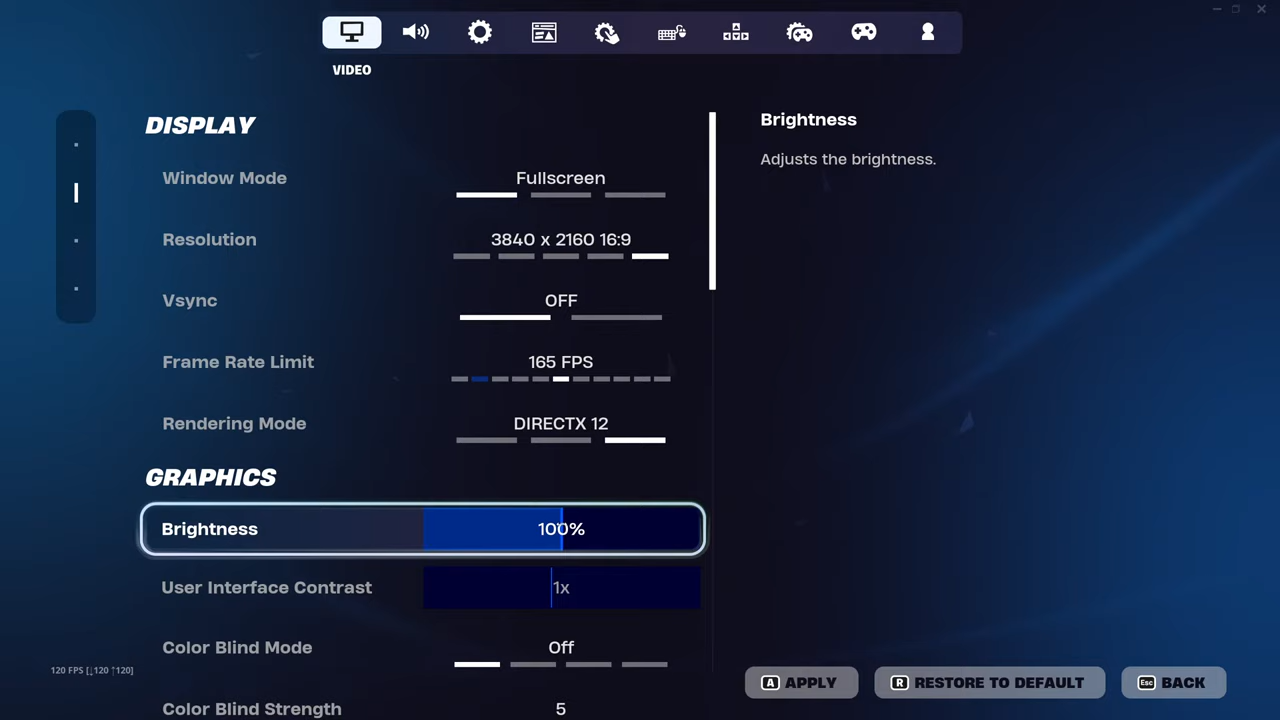 VIDEO
DISPLAY
Window Mode
Fullscreen
Resolution
3840 x 2160 16:9
Vsync
OFF
Frame Rate Limit
165 FPS
Rendering Mode
DIRECTX 12
GRAPHICS
Brightness
100%
User Interface Contrast
1x
Color Blind Mode
Off
Color Blind Strength
5
Brightness
Adjusts the brightness.
120 FPS [↓120 ↑120]
A APPLY
R RESTORE TO DEFAULT
Esc BACK